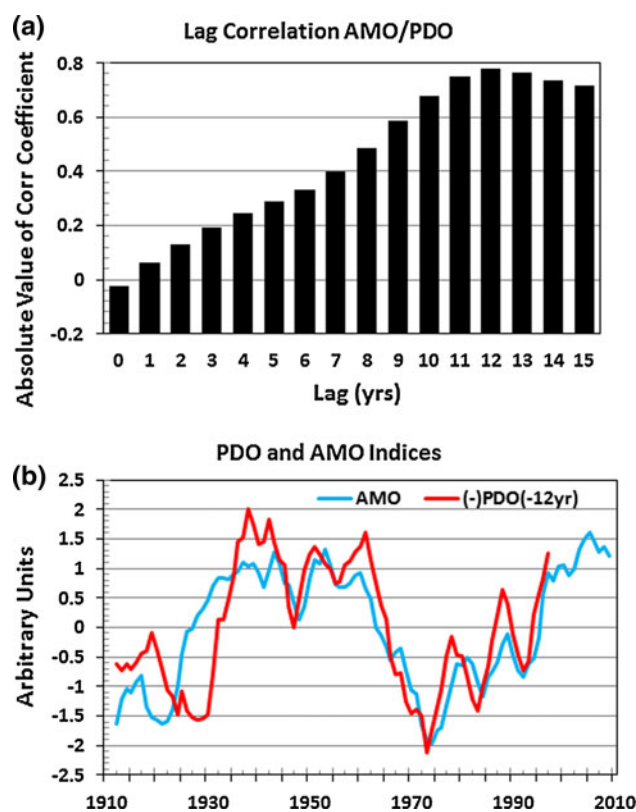 (a)
Lag Correlation AMO/PDO
Absolute Value of Corr Coefficient
0.8
0.6
0.4
0.2
0
-0.2
0 1 2 3 4 5 6 7 8 9 10 11 12 13 14 15
Lag (yrs)
(b)
PDO and AMO Indices
Arbitrary Units
2.5
2
1.5
1
0.5
0
-0.5
-1
-1.5
-2
-2.5
AMO (-)PDO(-12yr)
1910 1930 1950 1970 1990 2010